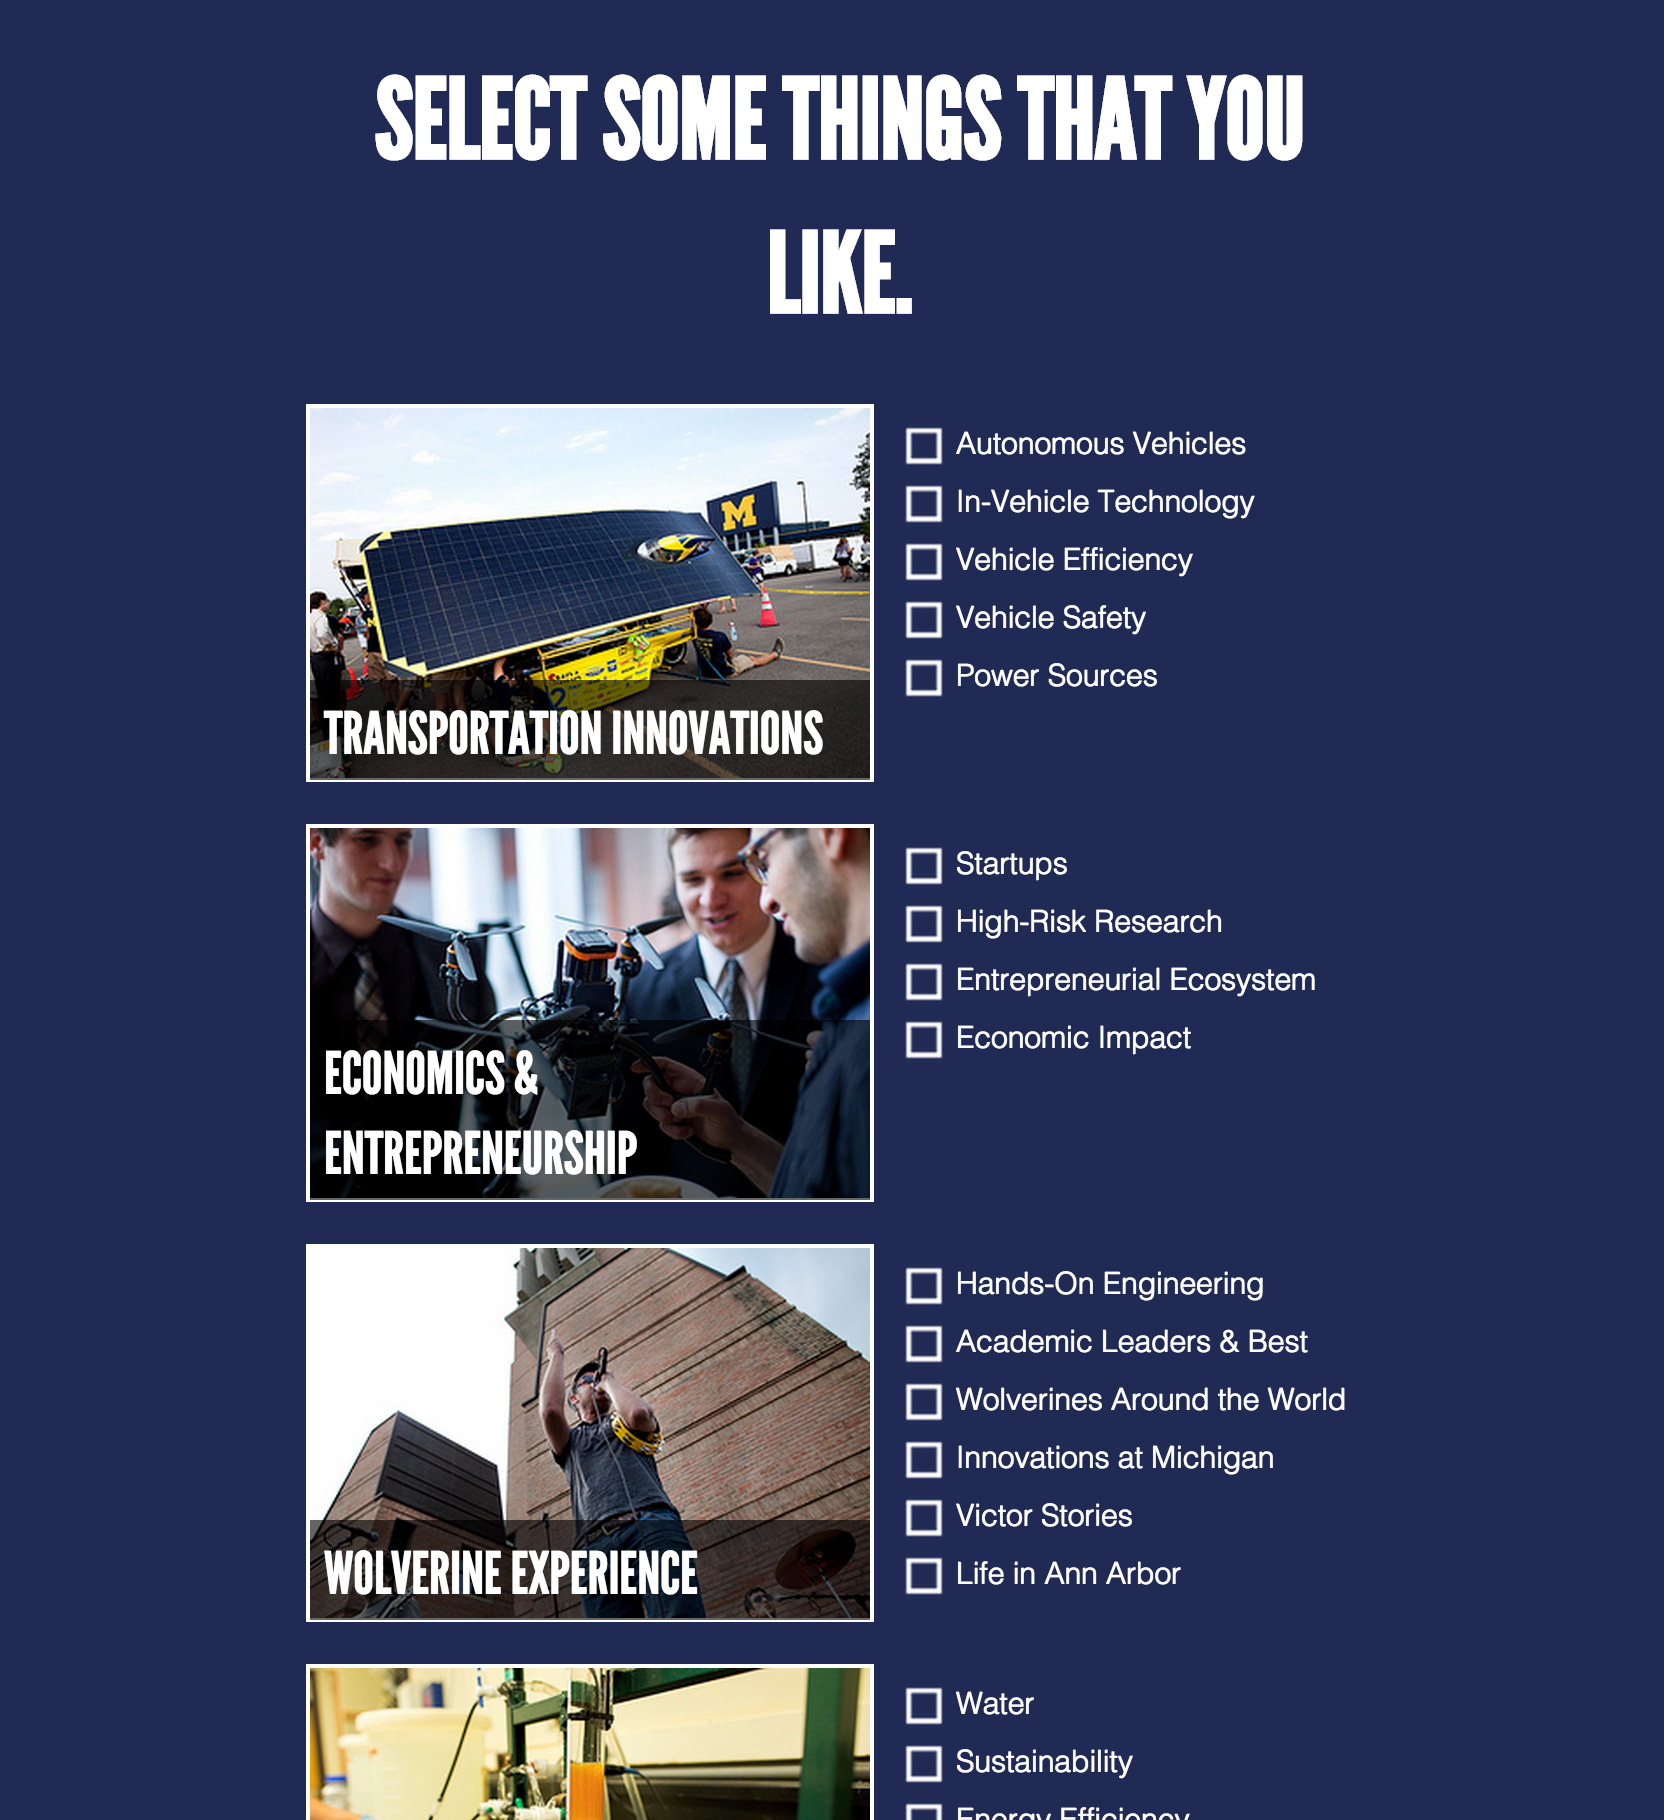 SELECT SOME THINGS THAT YOU
LIKE.
M
TRANSPORTATION INNOVATIONS
Autonomous Vehicles
In-Vehicle Technology
Vehicle Efficiency
Vehicle Safety
Power Sources
ECONOMICS &
ENTREPRENEURSHIP
Startups
High-Risk Research
Entrepreneurial Ecosystem
Economic Impact
WOLVERINE EXPERIENCE
Hands-On Engineering
Academic Leaders & Best
Wolverines Around the World
Innovations at Michigan
Victor Stories
Life in Ann Arbor
Water
Sustainability
Energy Efficiency